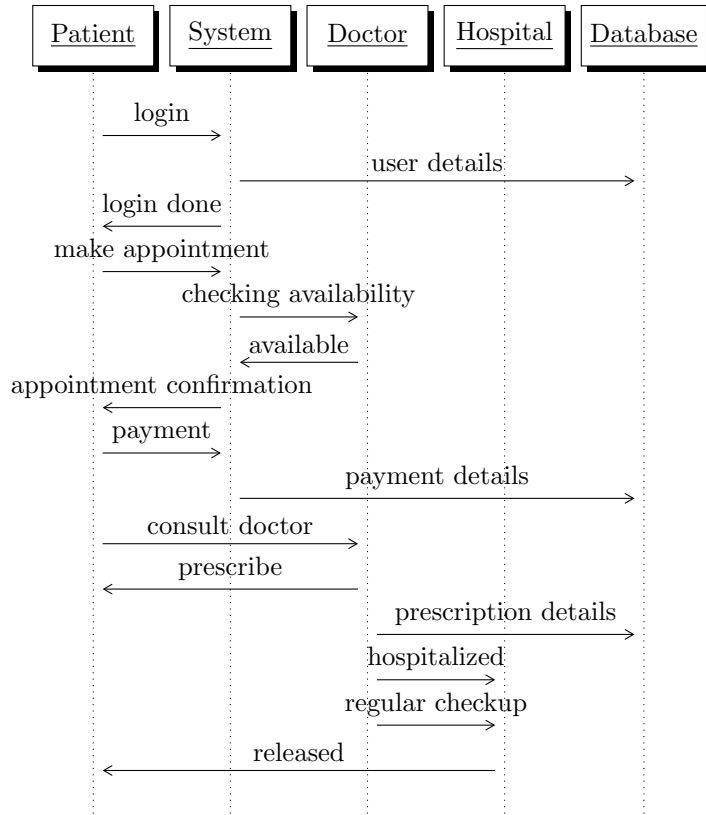 Patient System Doctor Hospital Database
login
user details
login done
make appointment
checking availability
available
appointment confirmation
payment
payment details
consult doctor
prescribe
prescription details
hospitalized
regular checkup
released